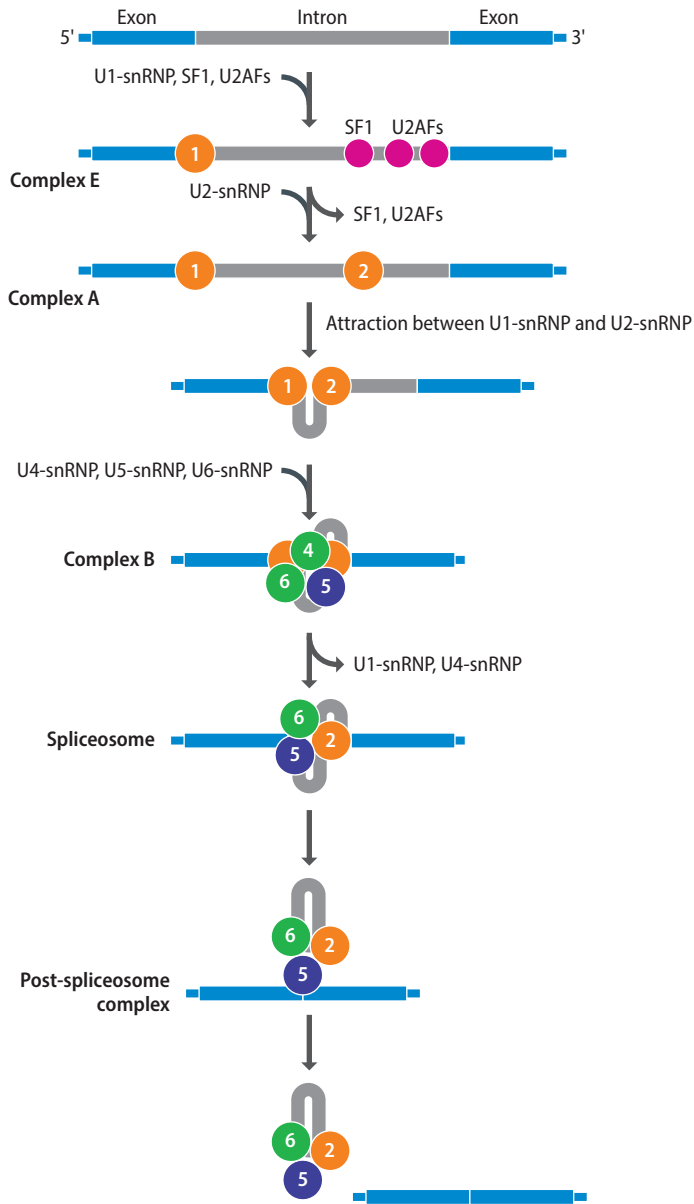 Exon Intron Exon
5' 3'
U1-snRNP, SF1, U2AFs
SF1 U2AFs
1
Complex E
U2-snRNP
SF1, U2AFs
1 2
Complex A
Attraction between U1-snRNP and U2-snRNP
1 2
U4-snRNP, U5-snRNP, U6-snRNP
4
Complex B
6 5
U1-snRNP, U4-snRNP
6
Spliceosome
2
5
6 2
5
Post-spliceosome
complex
6 2
5